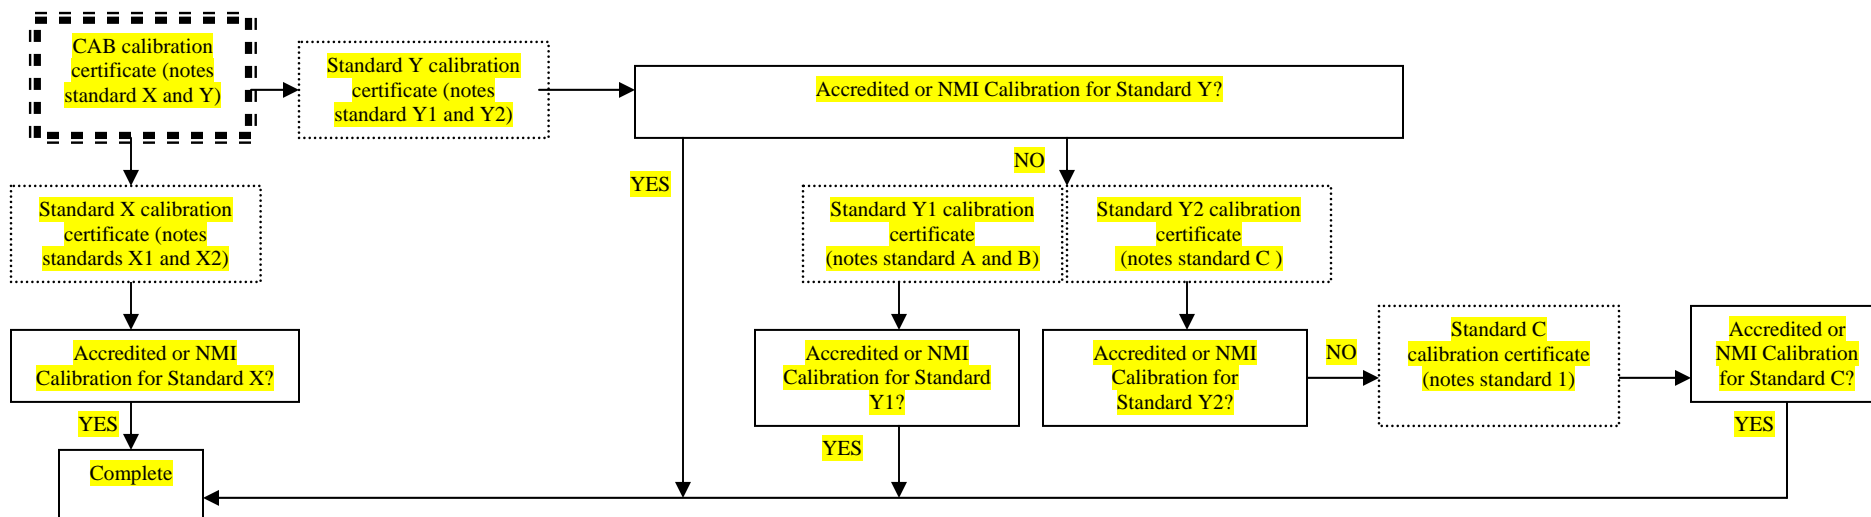 CAB calibration
certificate (notes
standard X and Y)
Standard Y calibration
certificate (notes
standard Y1 and Y2)
Accredited or NMI Calibration for Standard Y?
YES
NO
Standard X calibration
certificate (notes
standards X1 and X2)
Standard Y1 calibration
certificate
(notes standard A and B)
Standard Y2 calibration
certificate
(notes standard C )
Accredited or NMI
Calibration for Standard X?
Accredited or NMI
Calibration for Standard
Y1?
Accredited or NMI
Calibration for
Standard Y2?
NO
Standard C
calibration certificate
(notes standard 1)
Accredited or
NMI Calibration
for Standard C?
YES
YES
YES
Complete